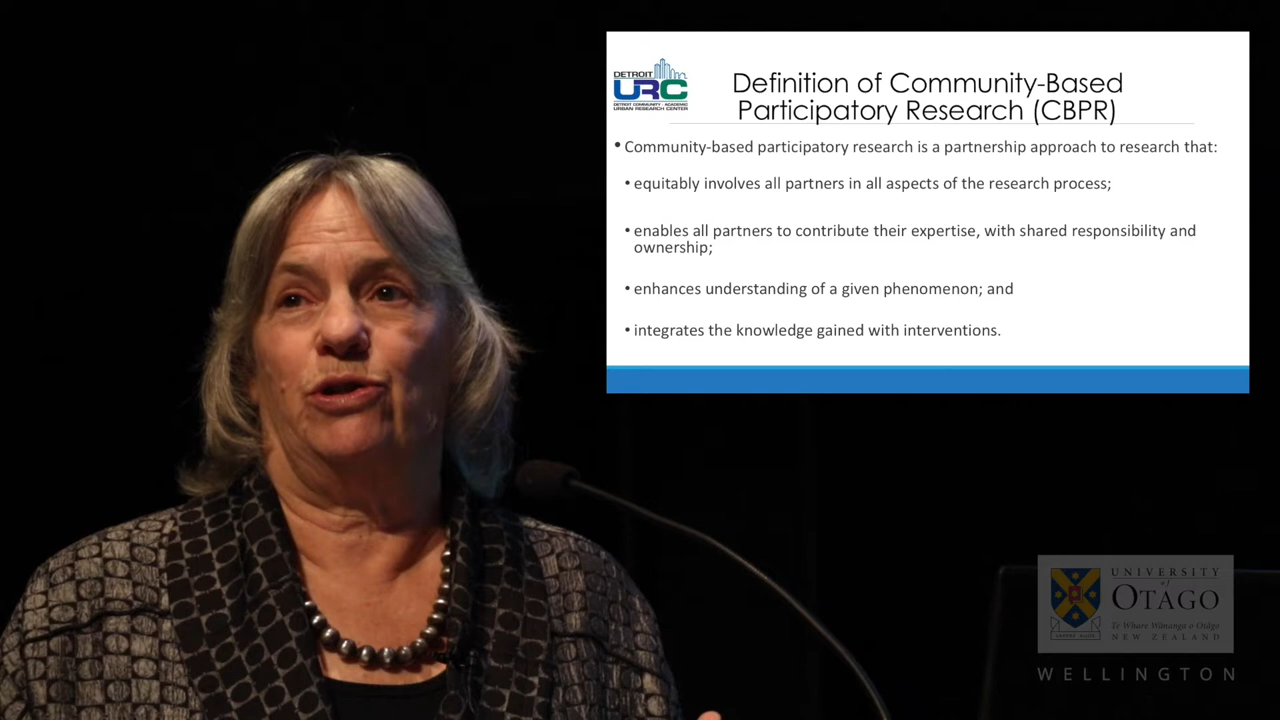 DETROIT
URC
DETROIT COMMUNITY - ACADEMIC
URBAN RESEARCH CENTER
Definition of Community-Based
Participatory Research (CBPR)
• Community-based participatory research is a partnership approach to research that:
• equitably involves all partners in all aspects of the research process;
• enables all partners to contribute their expertise, with shared responsibility and
ownership;
• enhances understanding of a given phenomenon; and
• integrates the knowledge gained with interventions.
UNIVERSITY
of
OTAGO
Te Whare Wānanga o Otāgo
NEW ZEALAND
WELLINGTON